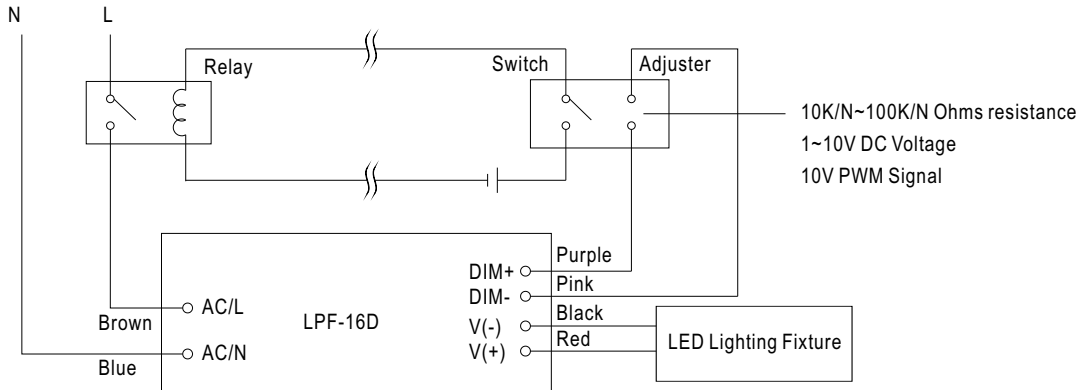 N
L
Relay
Switch
Adjuster
10K/N~100K/N Ohms resistance
1~10V DC Voltage
10V PWM Signal
Purple
DIM+
Pink
DIM-
Black
V(-)
Red
V(+)
AC/L
Brown
LPF-16D
AC/N
Blue
LED Lighting Fixture